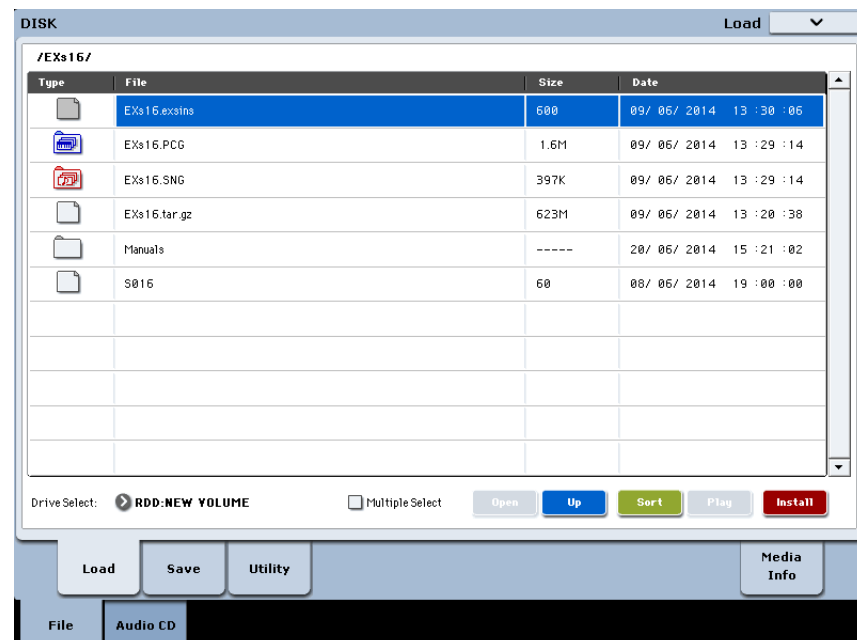 DISK Load
/EXs16/
Type File Size Date
EXs16.exsins 600 09/ 06/ 2014 13 :30 :06
EXs16.PCG 1.6M 09/ 06/ 2014 13 :29 :14
EXs16.SNG 397K 09/ 06/ 2014 13 :29 :14
EXs16.tar.gz 623M 09/ 06/ 2014 13 :20 :38
Manuals ----- 20/ 06/ 2014 15 :21 :02
S016 60 08/ 06/ 2014 19 :00 :00
Drive Select: RDD:NEW VOLUME Multiple Select Open Up Sort Play Install
Load Save Utility Media
Info
File Audio CD